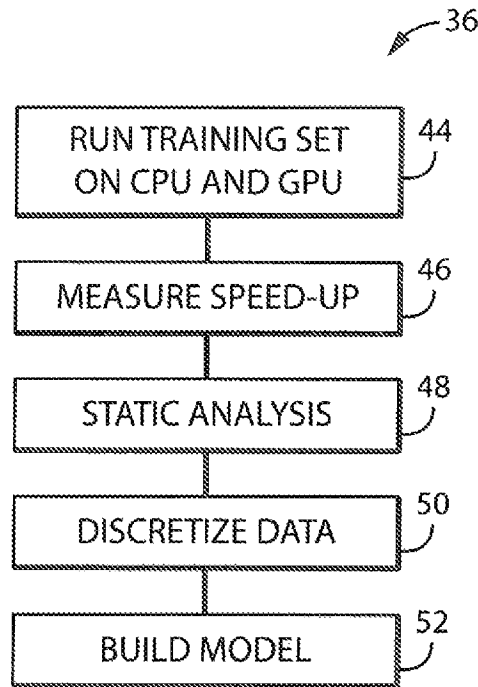 36
RUN TRAINING SET
ON CPU AND GPU
44
MEASURE SPEED-UP
46
STATIC ANALYSIS
48
DISCRETIZE DATA
50
BUILD MODEL
52